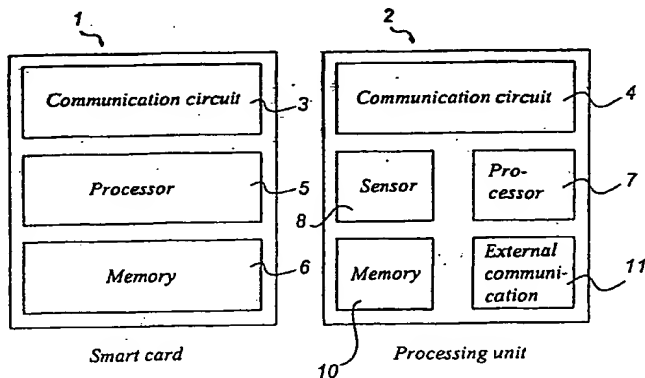 1
2
Communication circuit
3
Communication circuit
4
Processor
5
Sensor
8
Pro-
cessor
7
Memory
6
Memory
10
External
communi-
cation
11
Smart card
Processing unit